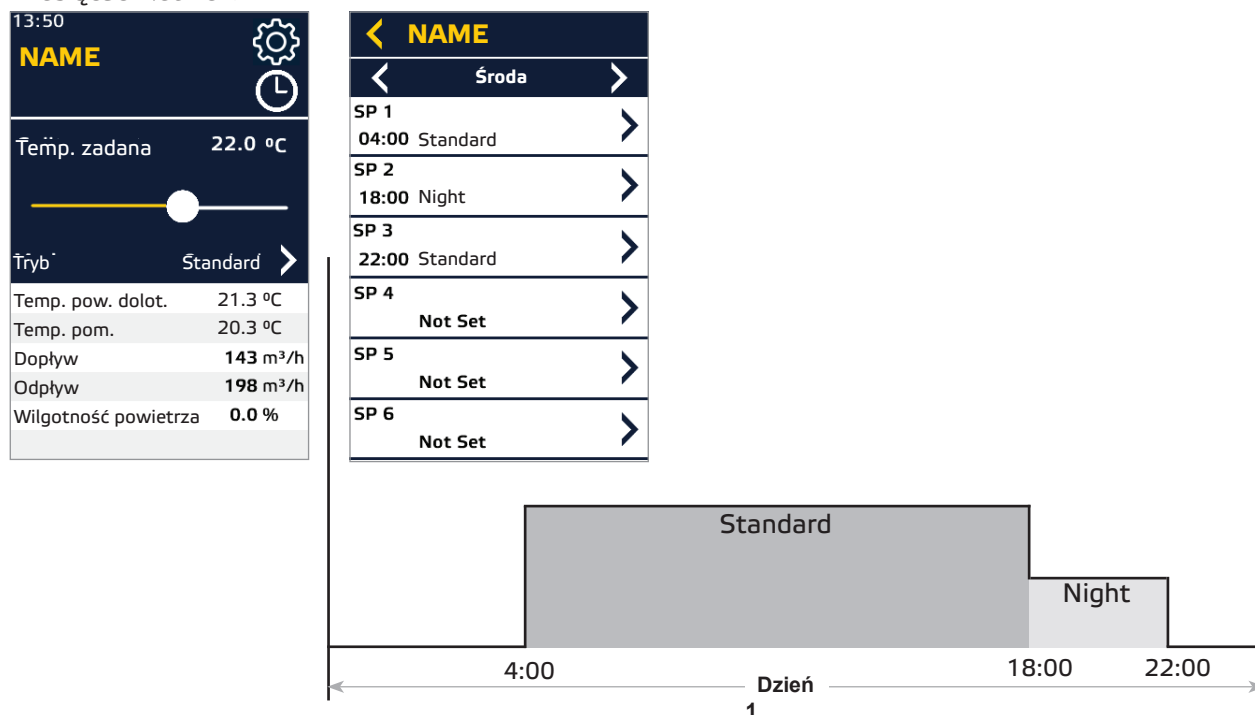 13:50
NAME
Temp. zadana 22.0 ºC
Tryb Standard
Temp. pow. dolot. 21.3 ºC
Temp. pom. 20.3 ºC
Dopływ 143 m³/h
Odpływ 198 m³/h
Wilgotność powietrza 0.0 %
NAME
Środa
SP 1
04:00 Standard
SP 2
18:00 Night
SP 3
22:00 Standard
SP 4
Not Set
SP 5
Not Set
SP 6
Not Set
Standard
Night
4:00 18:00 22:00
Dzień
1